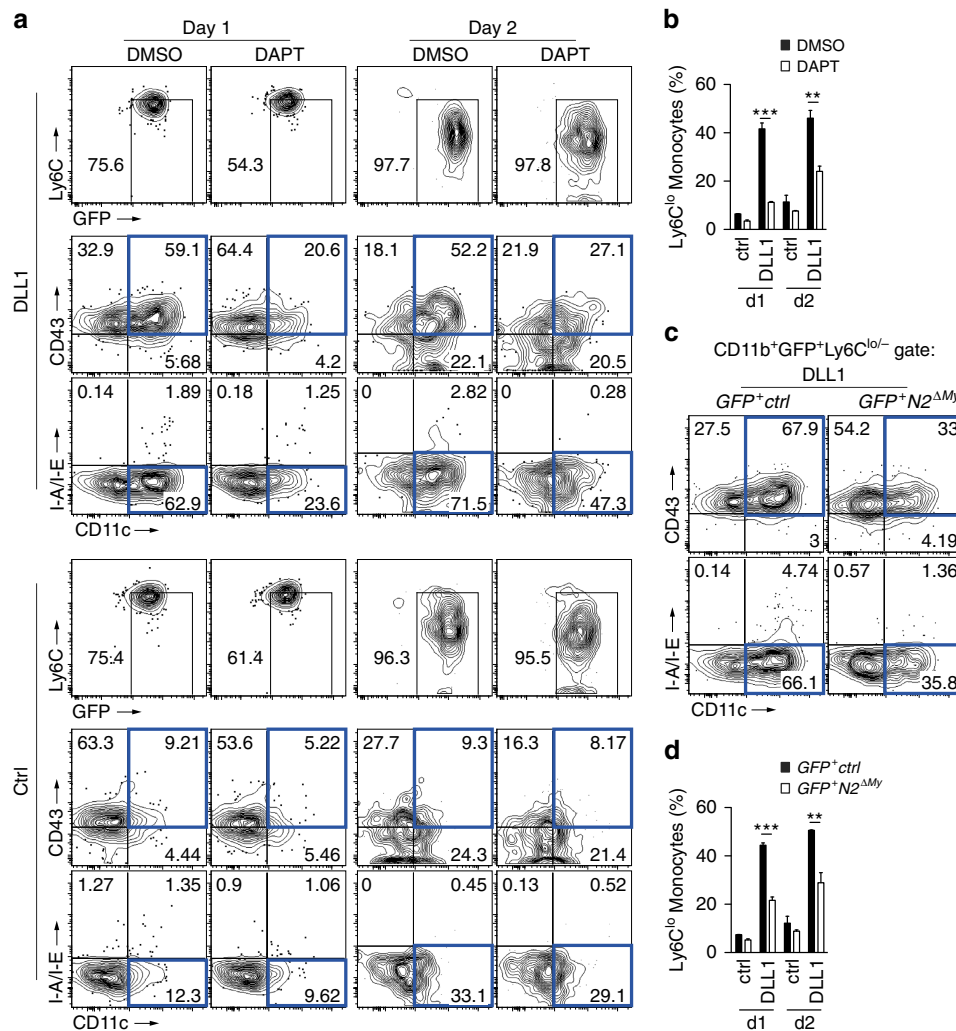 a
Day 1
Day 2
DMSO
DAPT
DMSO
DAPT
DLL1
Ly6C
75.6
54.3
97.7
97.8
GFP
CD43
32.9
59.1
64.4
20.6
18.1
52.2
21.9
27.1
5.68
4.2
22.1
20.5
I-A/I-E
0.14
1.89
0.18
1.25
0
2.82
0
0.28
62.9
23.6
71.5
47.3
CD11c
Ctrl
Ly6C
75.4
61.4
96.3
95.5
GFP
CD43
63.3
9.21
53.6
5.22
27.7
9.3
16.3
8.17
4.44
5.46
24.3
21.4
I-A/I-E
1.27
1.35
0.9
1.06
0
0.45
0.13
0.52
12.3
9.62
33.1
29.1
CD11c
b
DMSO
DAPT
Ly6Clo Monocytes (%)
60
40
20
0
***
**
ctrl
DLL1
ctrl
DLL1
d1
d2
c
CD11b+GFP+Ly6Clo/– gate:
DLL1
GFP+ctrl
GFP+N2ΔMy
CD43
27.5
67.9
54.2
33
3
4.19
I-A/I-E
0.14
4.74
0.57
1.36
66.1
35.8
CD11c
d
GFP+ctrl
GFP+N2ΔMy
Ly6Clo Monocytes (%)
60
40
20
0
***
**
ctrl
DLL1
ctrl
DLL1
d1
d2